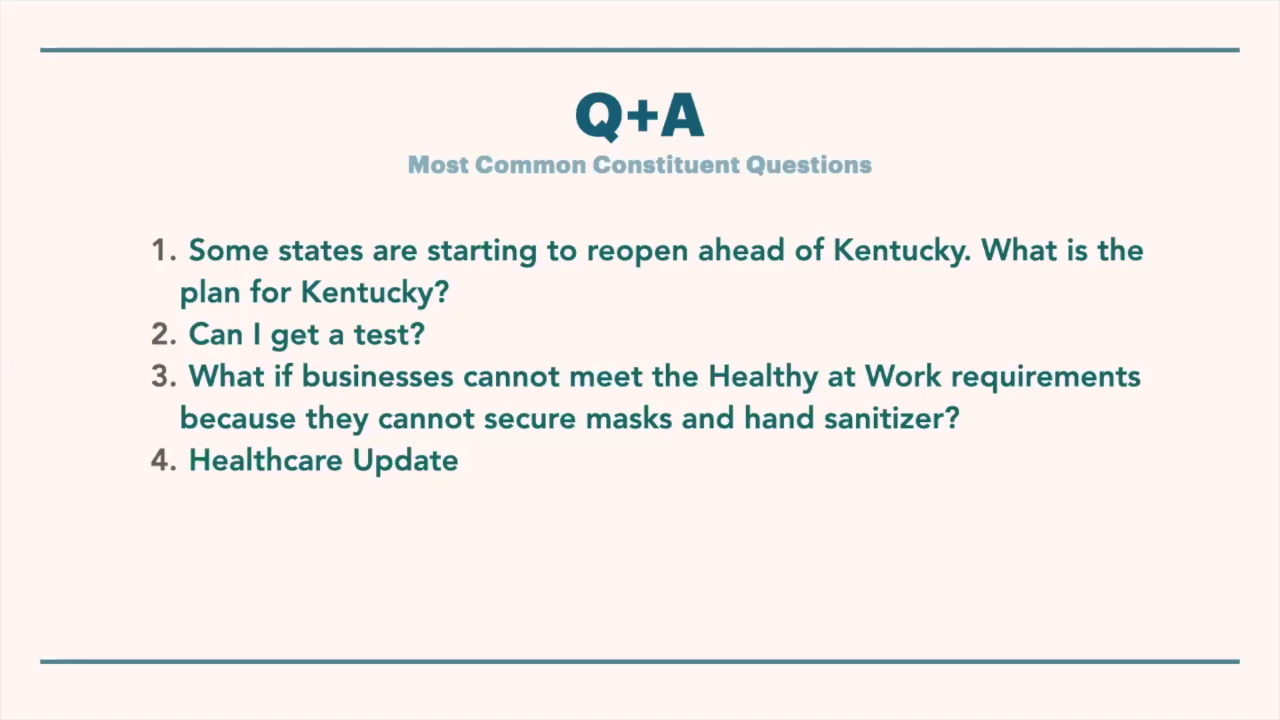 Q+A
Most Common Constituent Questions
1. Some states are starting to reopen ahead of Kentucky. What is the
plan for Kentucky?
2. Can I get a test?
3. What if businesses cannot meet the Healthy at Work requirements
because they cannot secure masks and hand sanitizer?
4. Healthcare Update